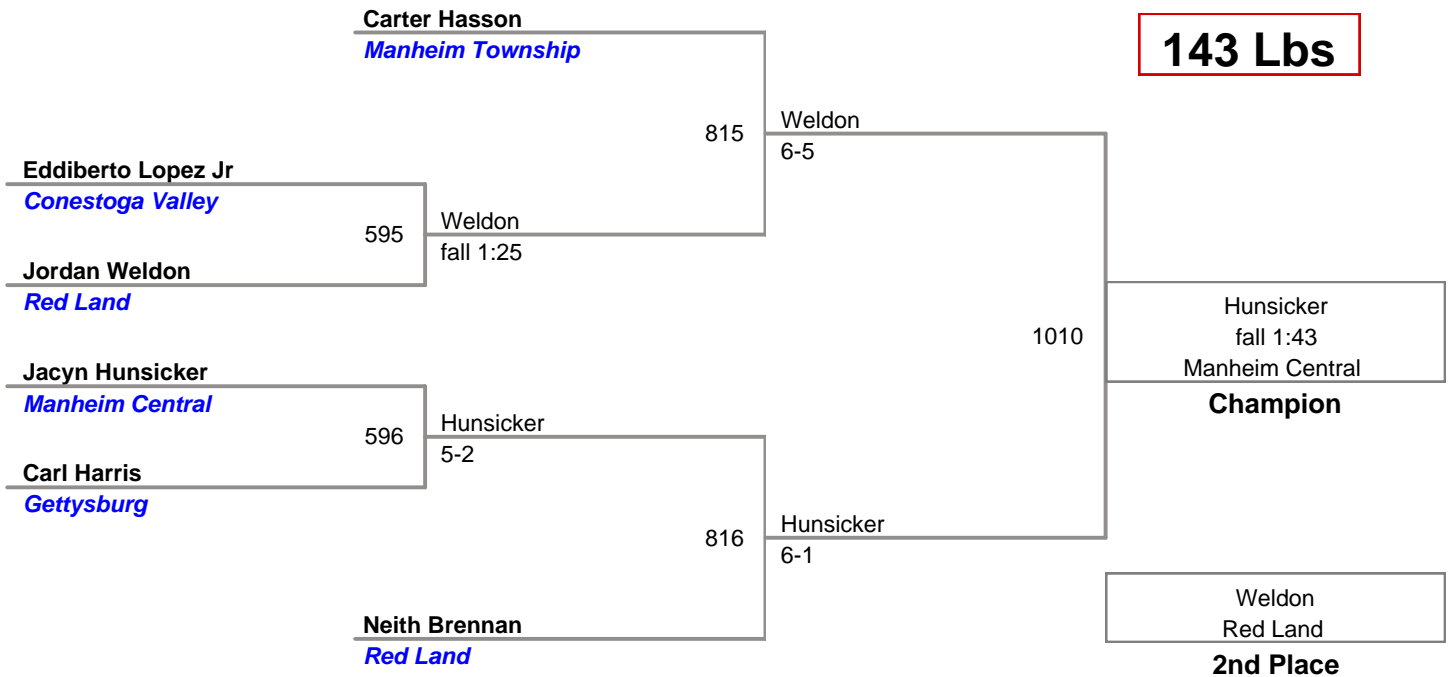 Carter Hasson
Manheim Township
143 Lbs
815
Weldon
6-5
Eddiberto Lopez Jr
Conestoga Valley
595
Weldon
fall 1:25
Jordan Weldon
Red Land
1010
Hunsicker
fall 1:43
Manheim Central
Champion
Jacyn Hunsicker
Manheim Central
596
Hunsicker
5-2
Carl Harris
Gettysburg
816
Hunsicker
6-1
Neith Brennan
Red Land
Weldon
Red Land
2nd Place